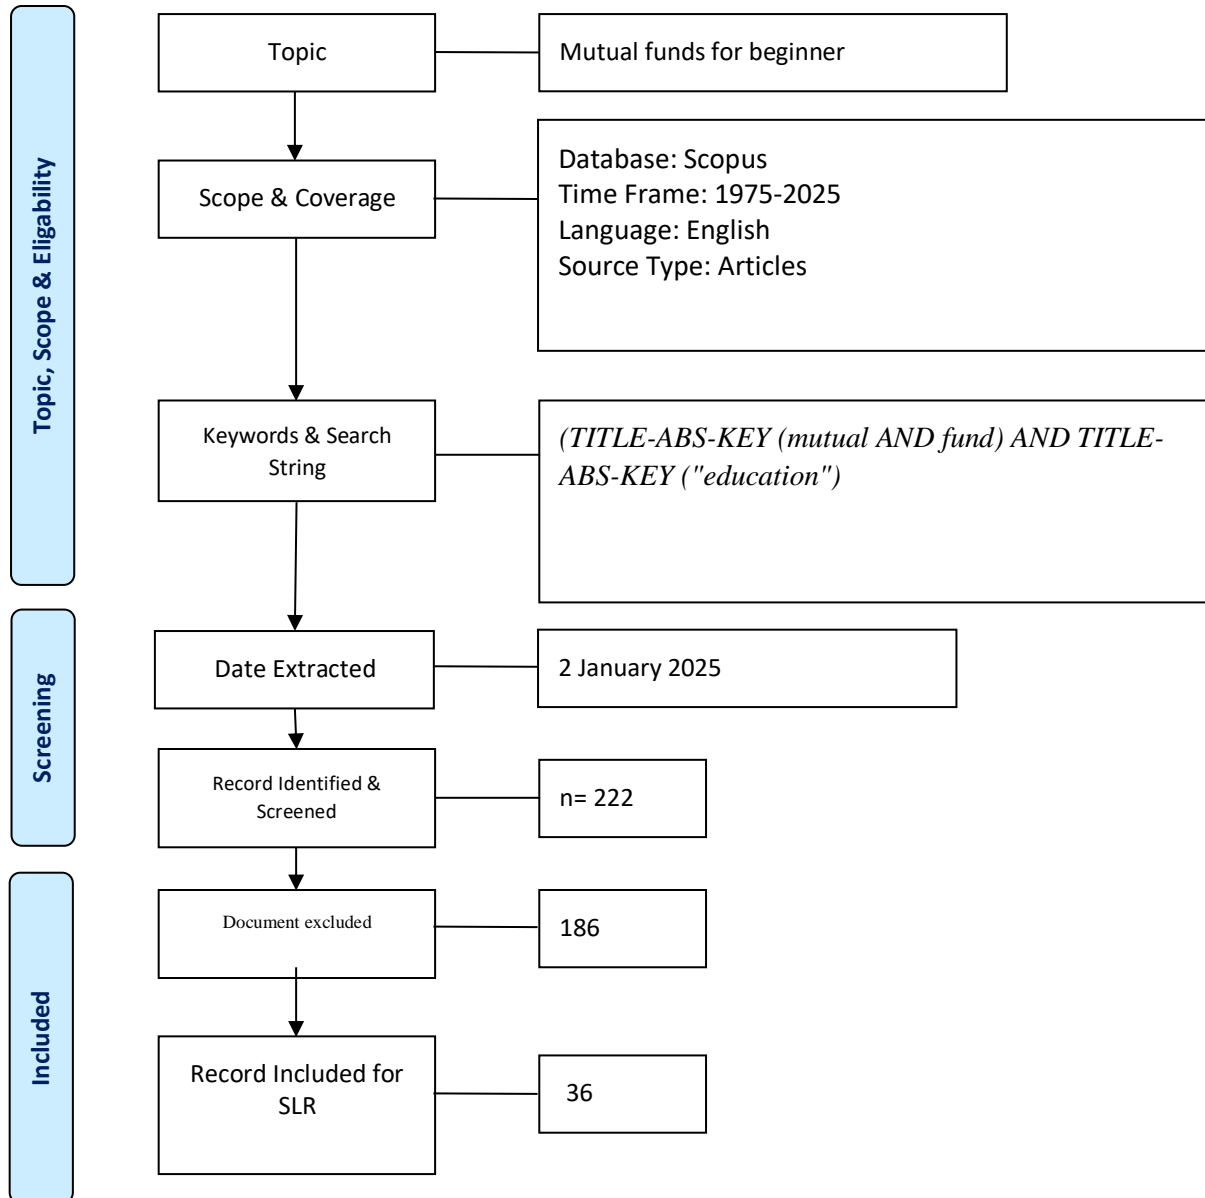 Topic, Scope & Eligability
Topic
Mutual funds for beginner
Scope & Coverage
Database: Scopus
Time Frame: 1975-2025
Language: English
Source Type: Articles
Keywords & Search
String
(TITLE-ABS-KEY (mutual AND fund) AND TITLE-
ABS-KEY ("education")
Screening
Date Extracted
2 January 2025
Record Identified &
Screened
n= 222
Included
Document excluded
186
Record Included for
SLR
36